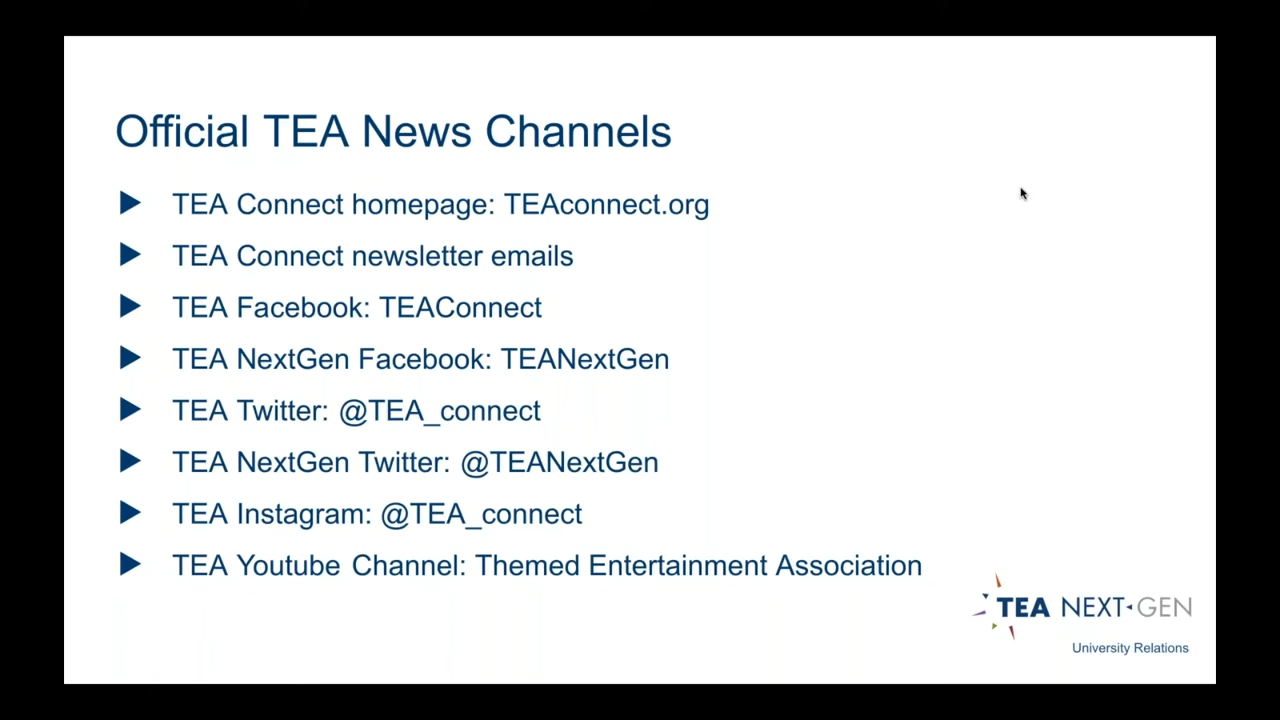 Official TEA News Channels
TEA Connect homepage: TEAconnect.org
TEA Connect newsletter emails
TEA Facebook: TEAConnect
TEA NextGen Facebook: TEANextGen
TEA Twitter: @TEA_connect
TEA NextGen Twitter: @TEANextGen
TEA Instagram: @TEA_connect
TEA Youtube Channel: Themed Entertainment Association
TEA NEXT GEN
University Relations